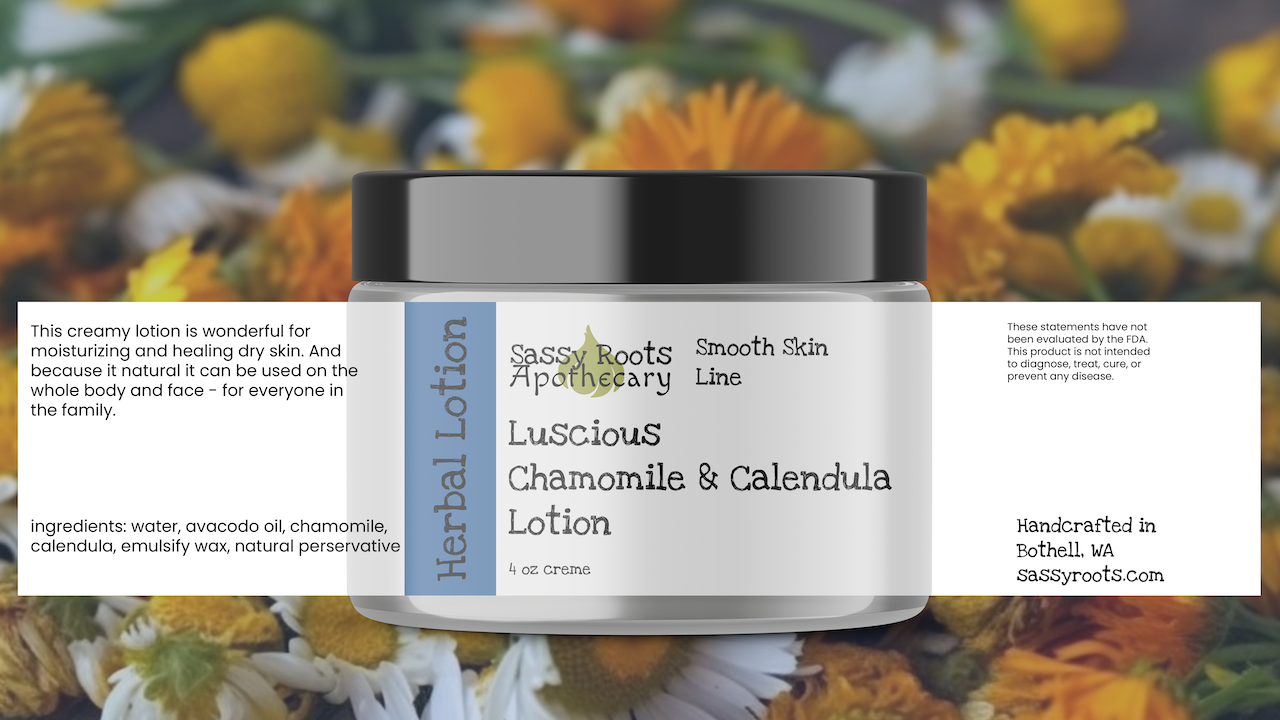 This creamy lotion is wonderful for
moisturizing and healing dry skin. And
because it natural it can be used on the
whole body and face - for everyone in
the family.
ingredients: water, avacodo oil, chamomile,
calendula, emulsify wax, natural perservative
Herbal Lotion
Sassy Roots
Apothecary
Smooth Skin
Line
Luscious
Chamomile & Calendula
Lotion
4 oz creme
These statements have not
been evaluated by the FDA.
This product is not intended
to diagnose, treat, cure, or
prevent any disease.
Handcrafted in
Bothell, WA
sassyroots.com